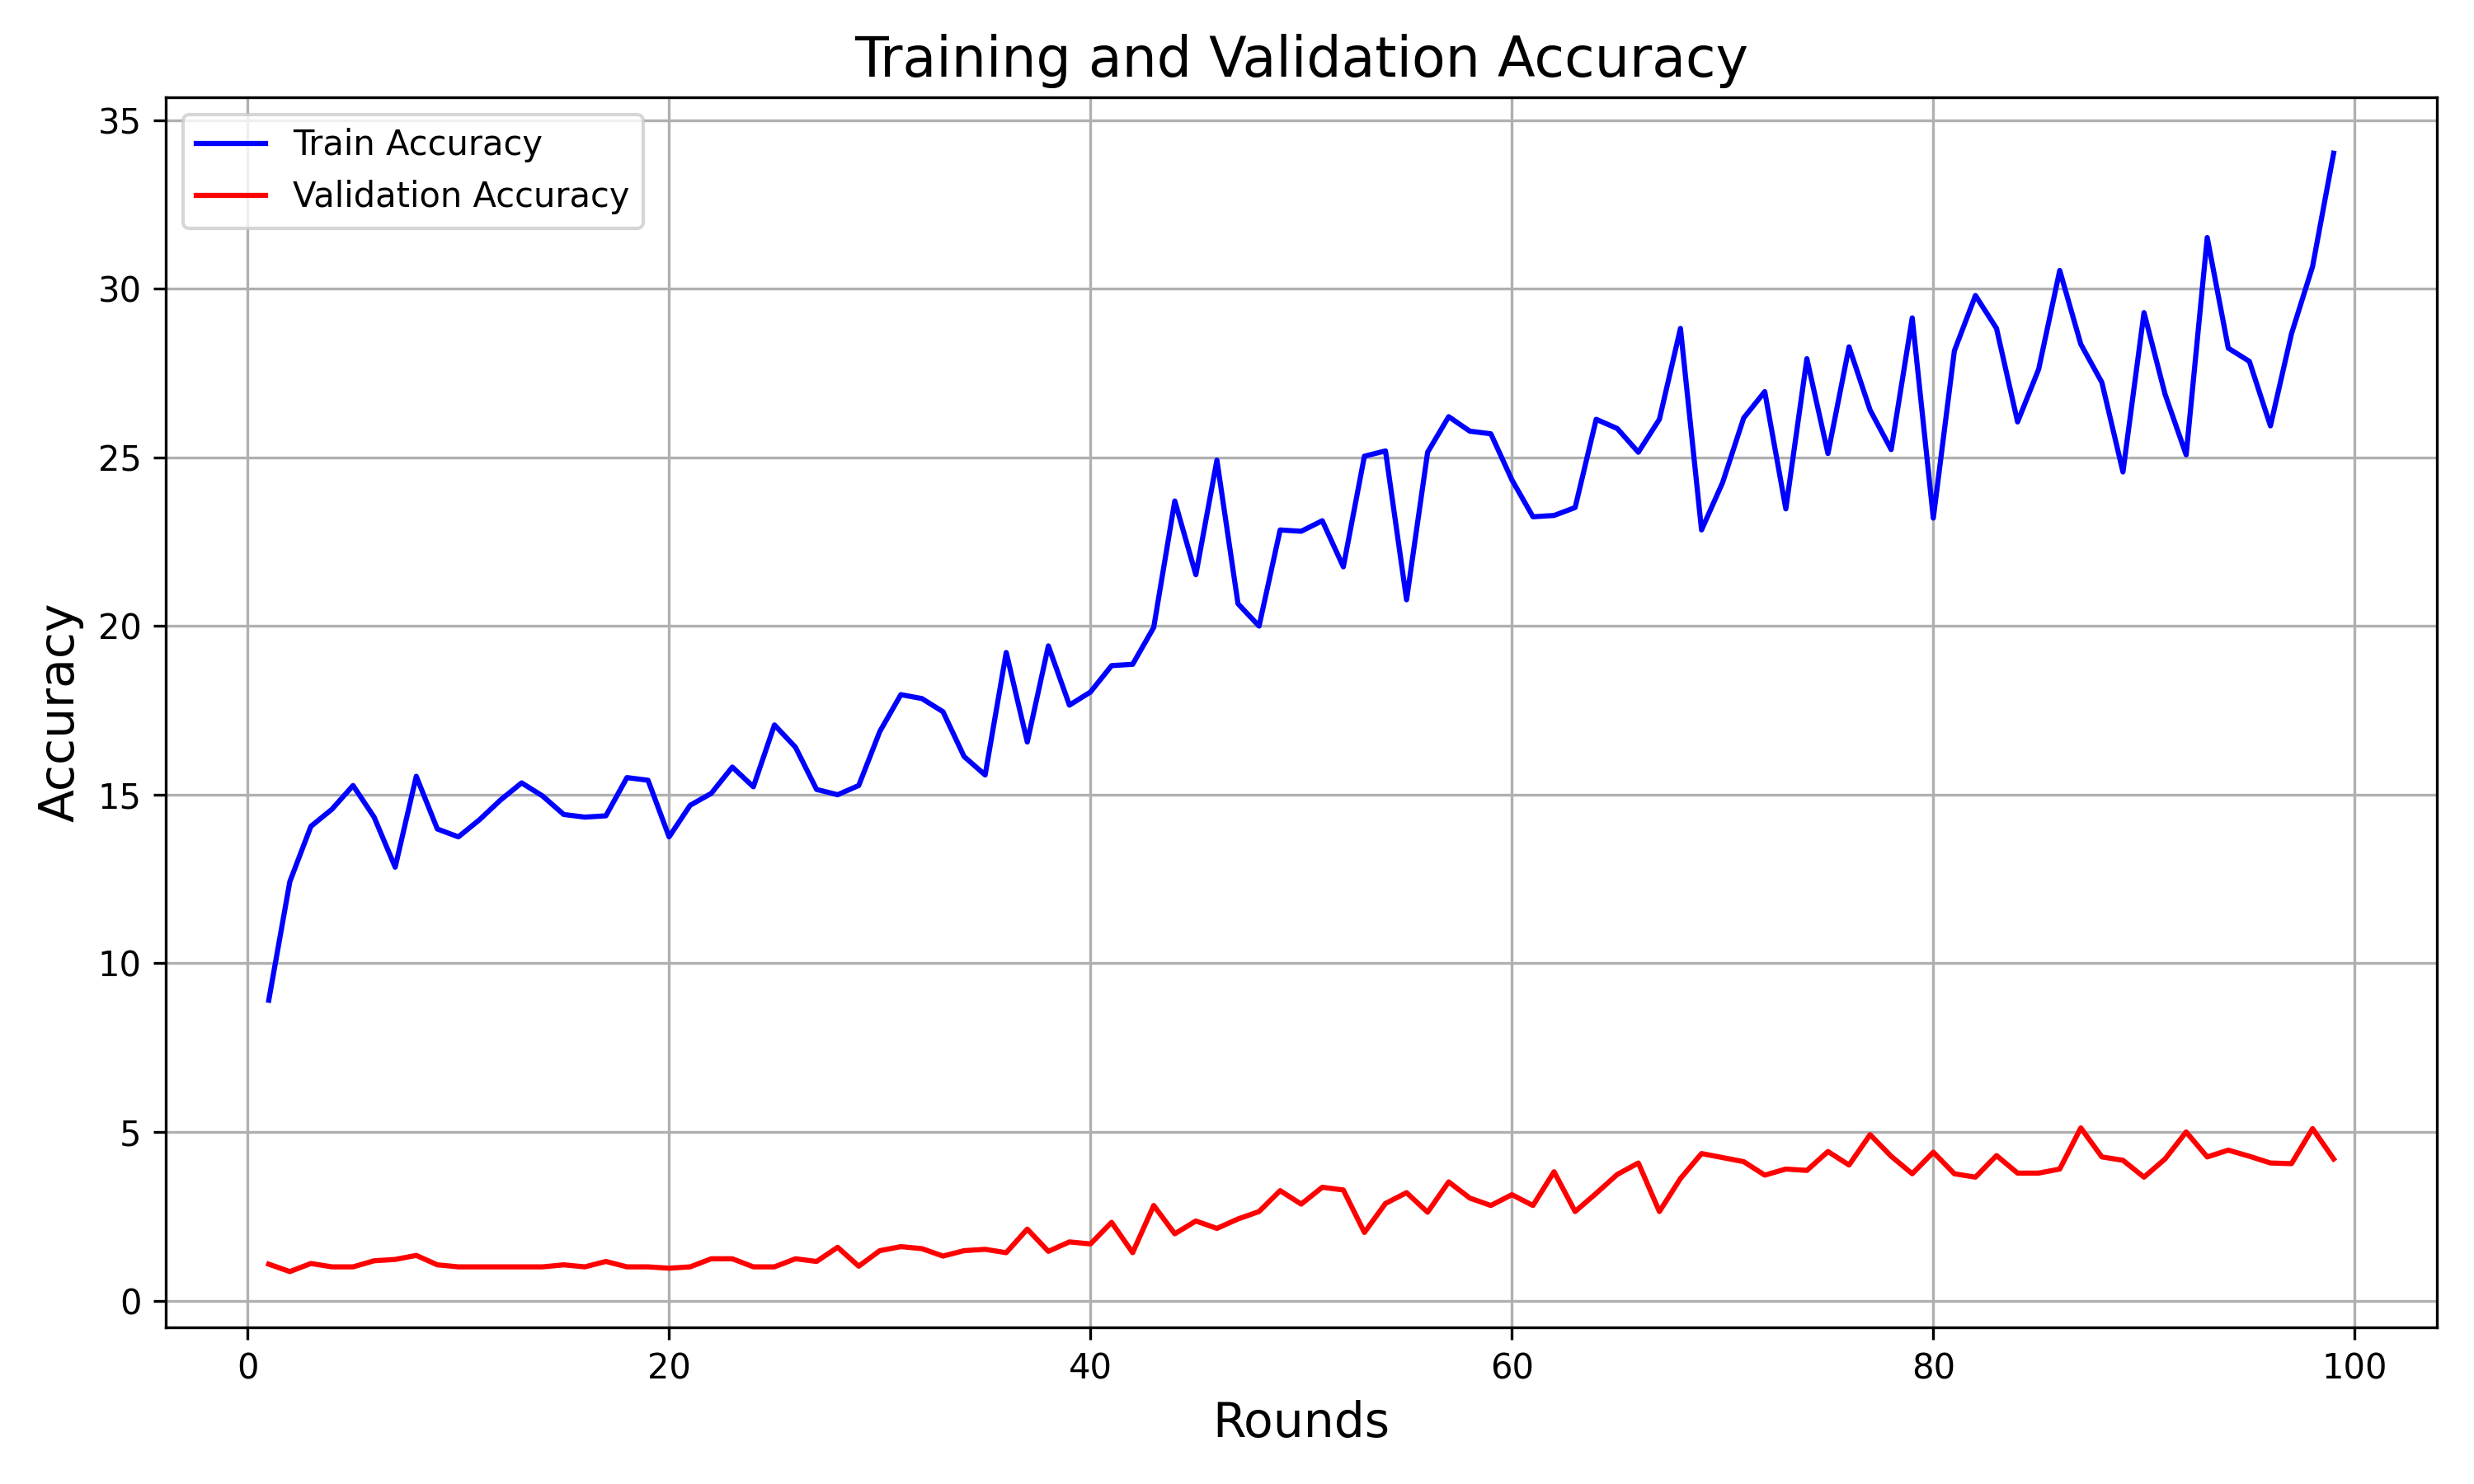 Training and Validation Accuracy
Train Accuracy
Validation Accuracy
35
30
25
20
15
10
5
0
Accuracy
0 20 40 60 80 100
Rounds